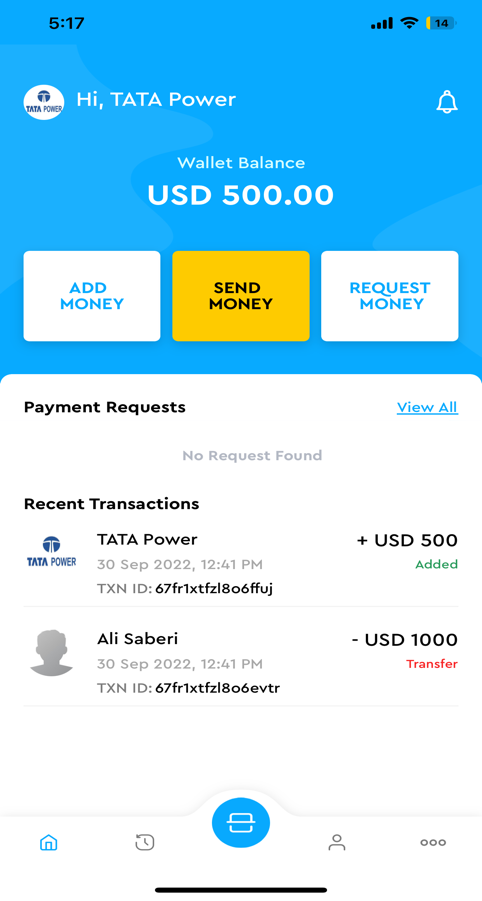 5:17
14
TATA POWER
Hi, TATA Power
Wallet Balance
USD 500.00
ADD
MONEY
SEND
MONEY
REQUEST
MONEY
Payment Requests
View All
No Request Found
Recent Transactions
TATA POWER
TATA Power
+ USD 500
30 Sep 2022, 12:41 PM
Added
TXN ID: 67fr1xtfzl8o6ffuj
Ali Saberi
- USD 1000
30 Sep 2022, 12:41 PM
Transfer
TXN ID: 67fr1xtfzl8o6evtr